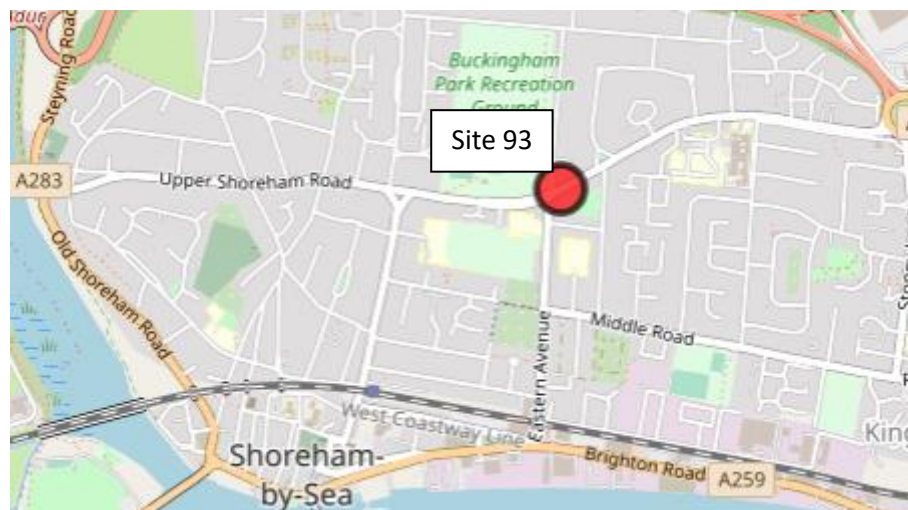 Steyning Road
Buckingham
Park Recreation
Ground
Site 93
A283
Upper Shoreham Road
Old Shoreham Road
Middle Road
Eastern Avenue
West Coastway Line
Shoreham-
by-Sea
Brighton Road
A259